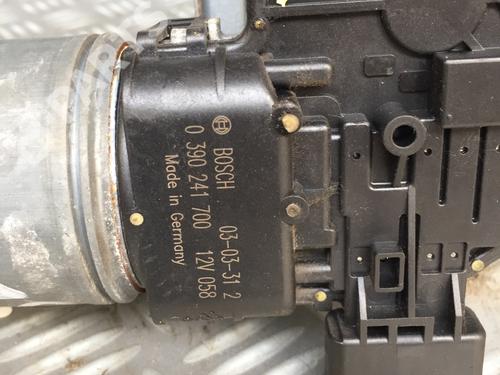 BOSCH 03-03-31 2
0 390 241 700 12V 058
Made in Germany